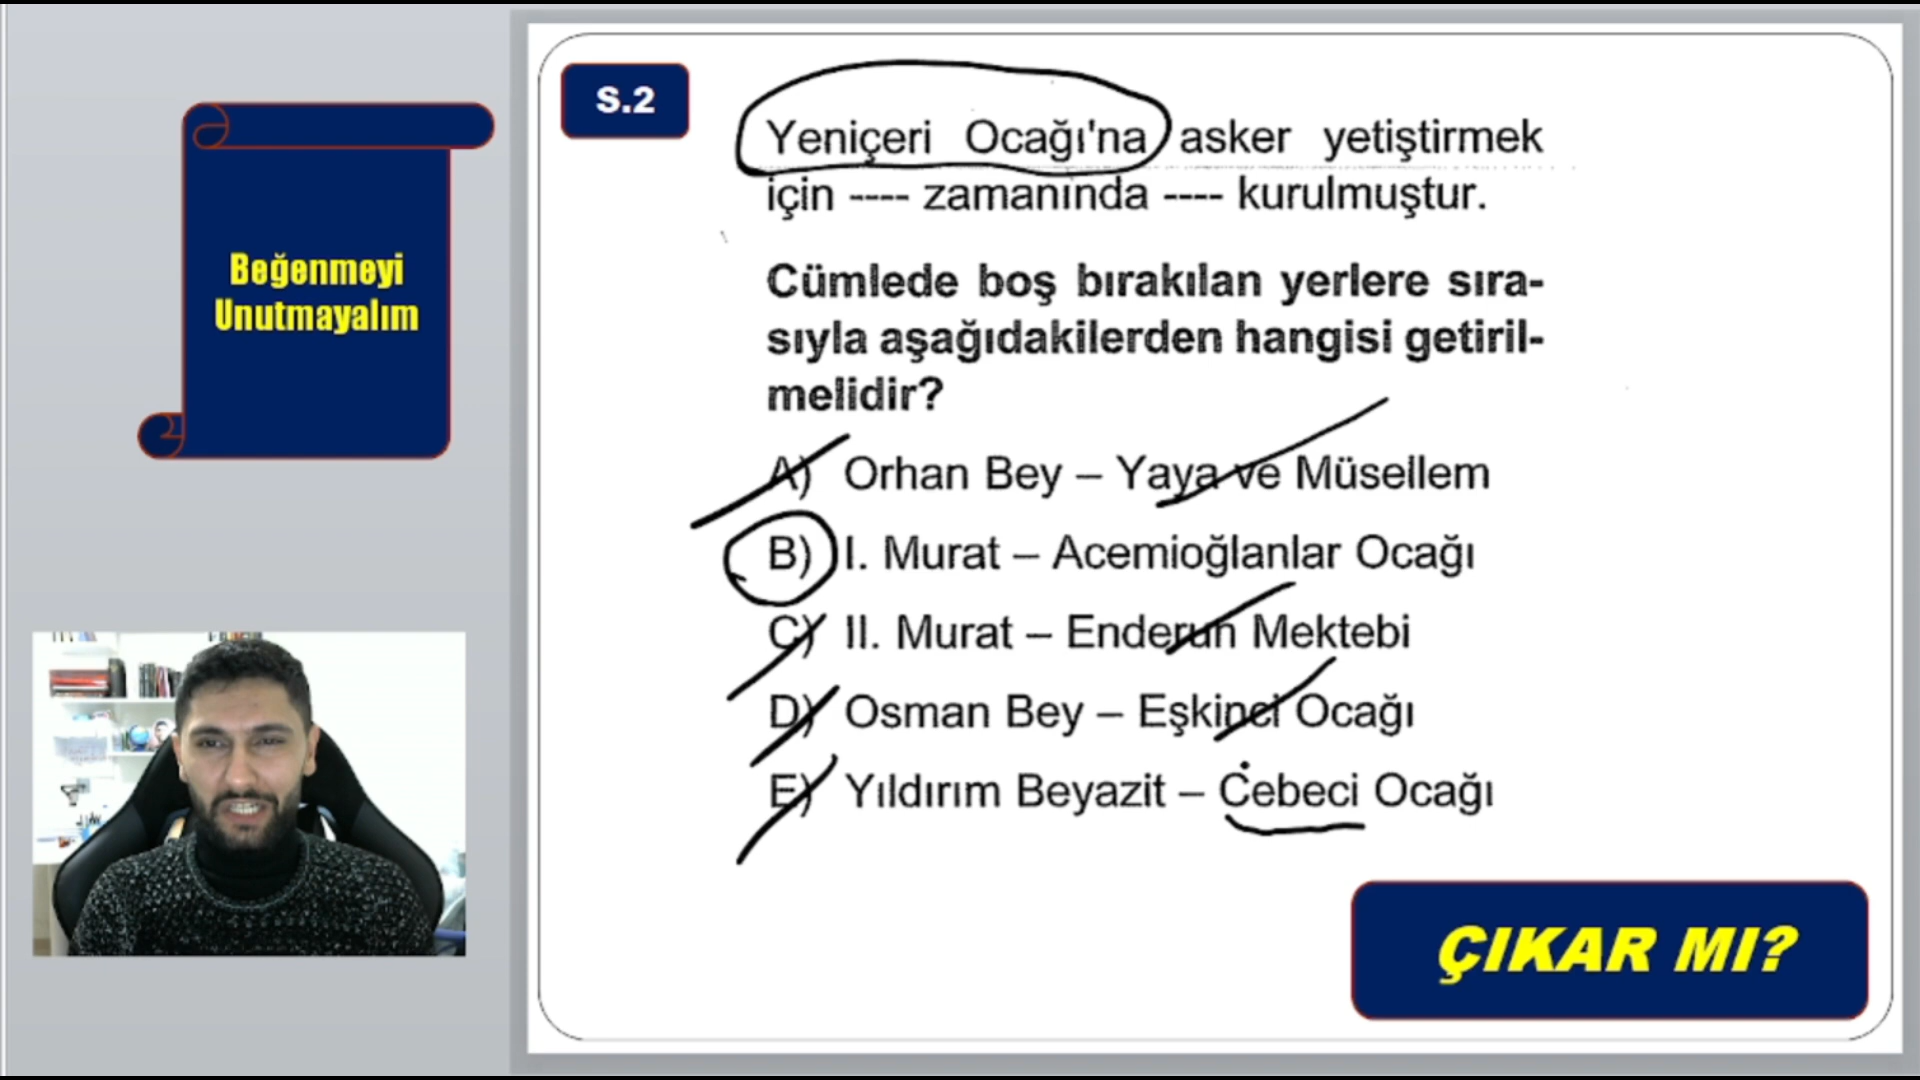 Beğenmeyi
Unutmayalım
S.2
Yeniçeri Ocağı'na asker yetiştirmek
için ---- zamanında ---- kurulmuştur.
Cümlede boş bırakılan yerlere sıra-
sıyla aşağıdakilerden hangisi getiril-
melidir?
A) Orhan Bey – Yaya ve Müsellem
B) I. Murat – Acemioğlanlar Ocağı
C) II. Murat – Enderun Mektebi
D) Osman Bey – Eşkinci Ocağı
E) Yıldırım Beyazit – Cebeci Ocağı
ÇIKAR MI?